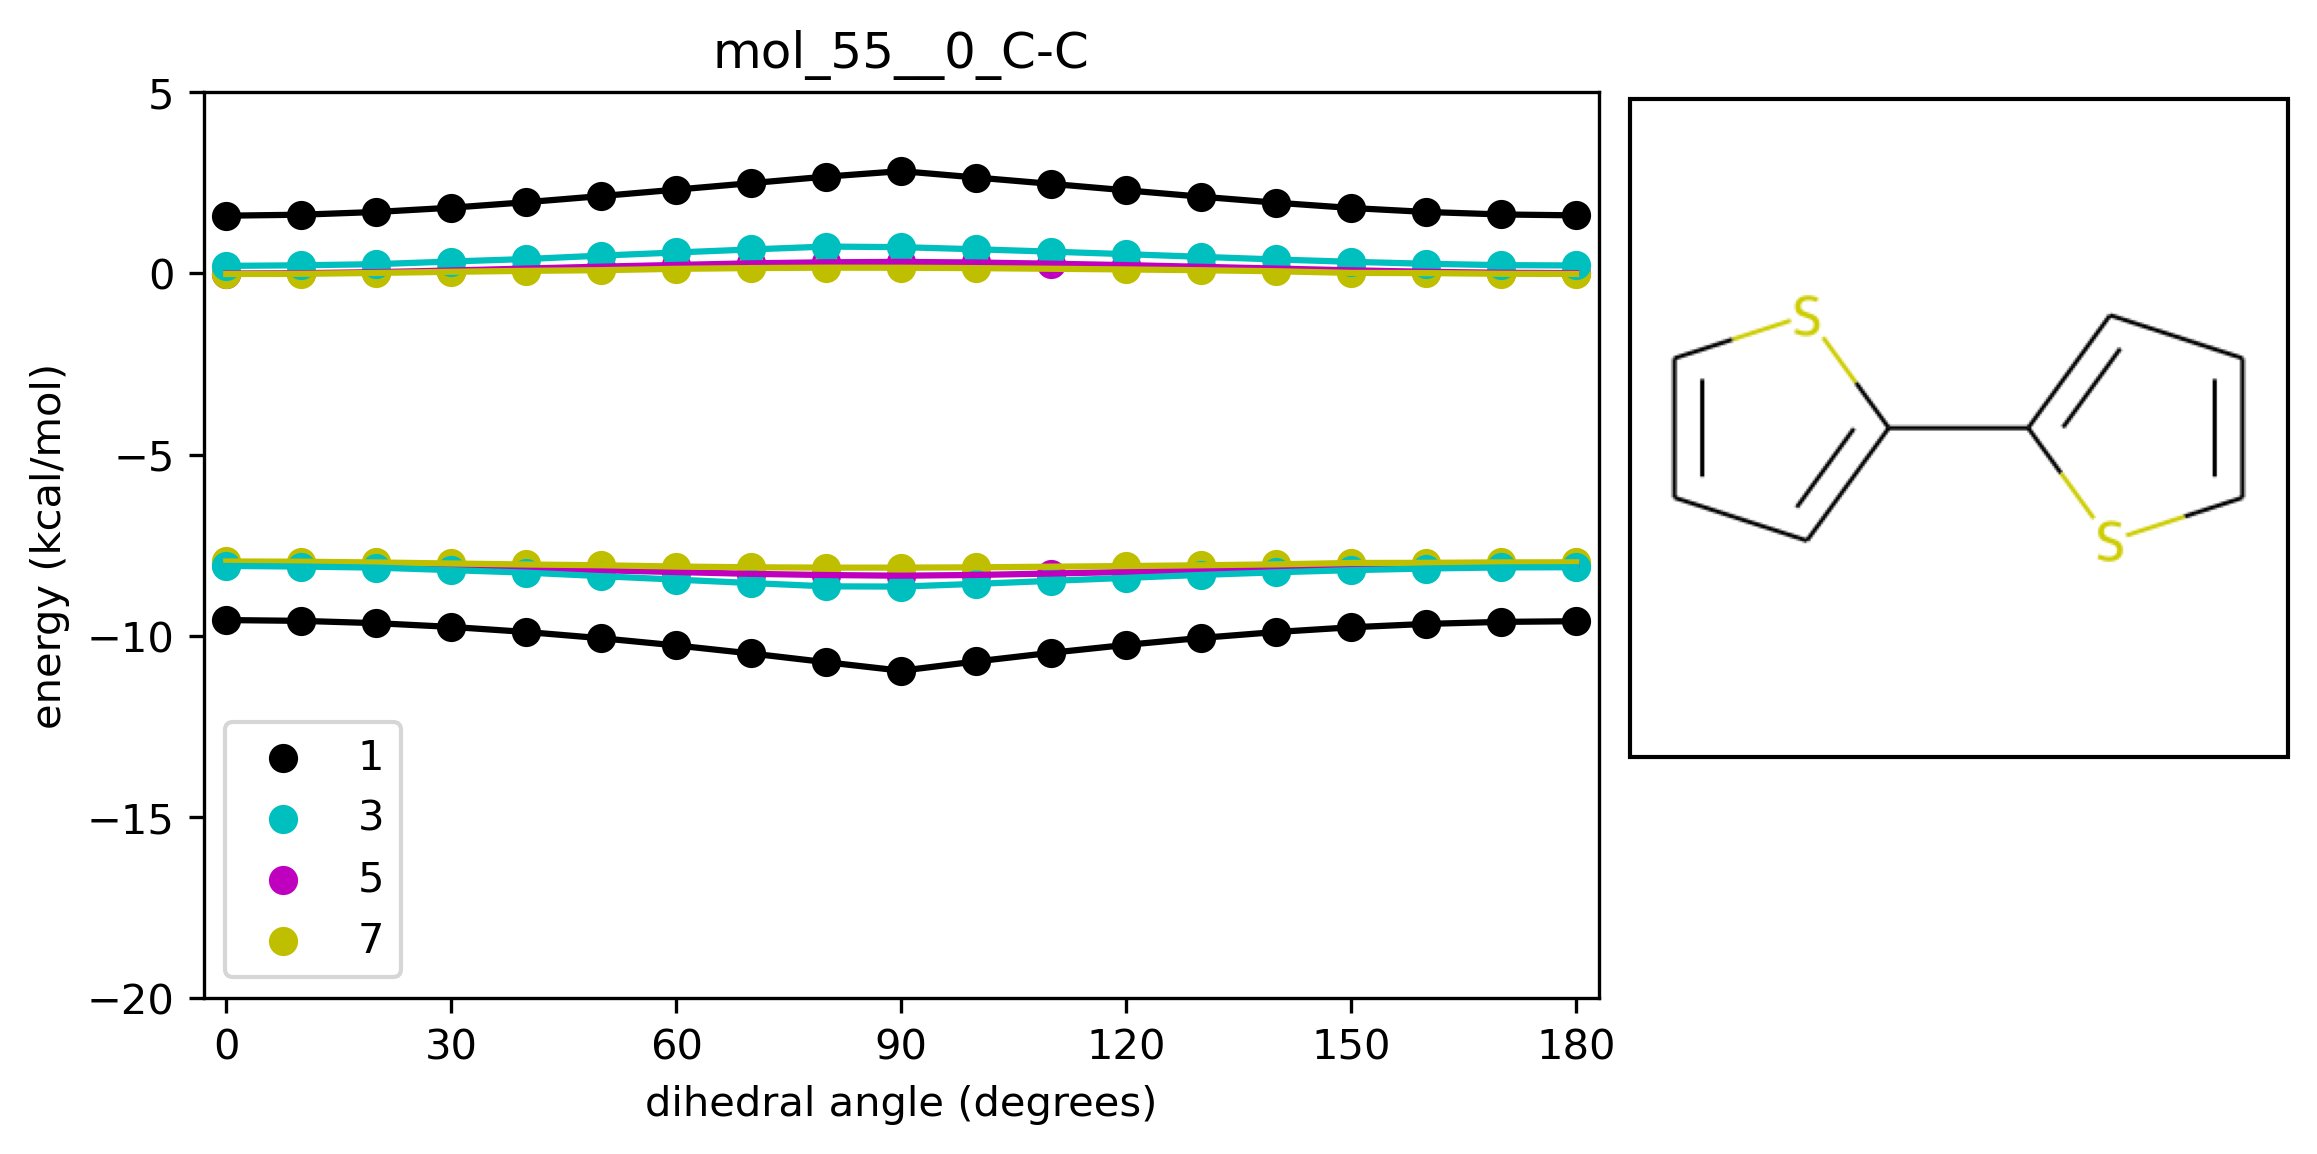 mol_55__0_C-C
energy (kcal/mol)
5
0
−5
−10
−15
−20
1
3
5
7
0 30 60 90 120 150 180
dihedral angle (degrees)
S
S